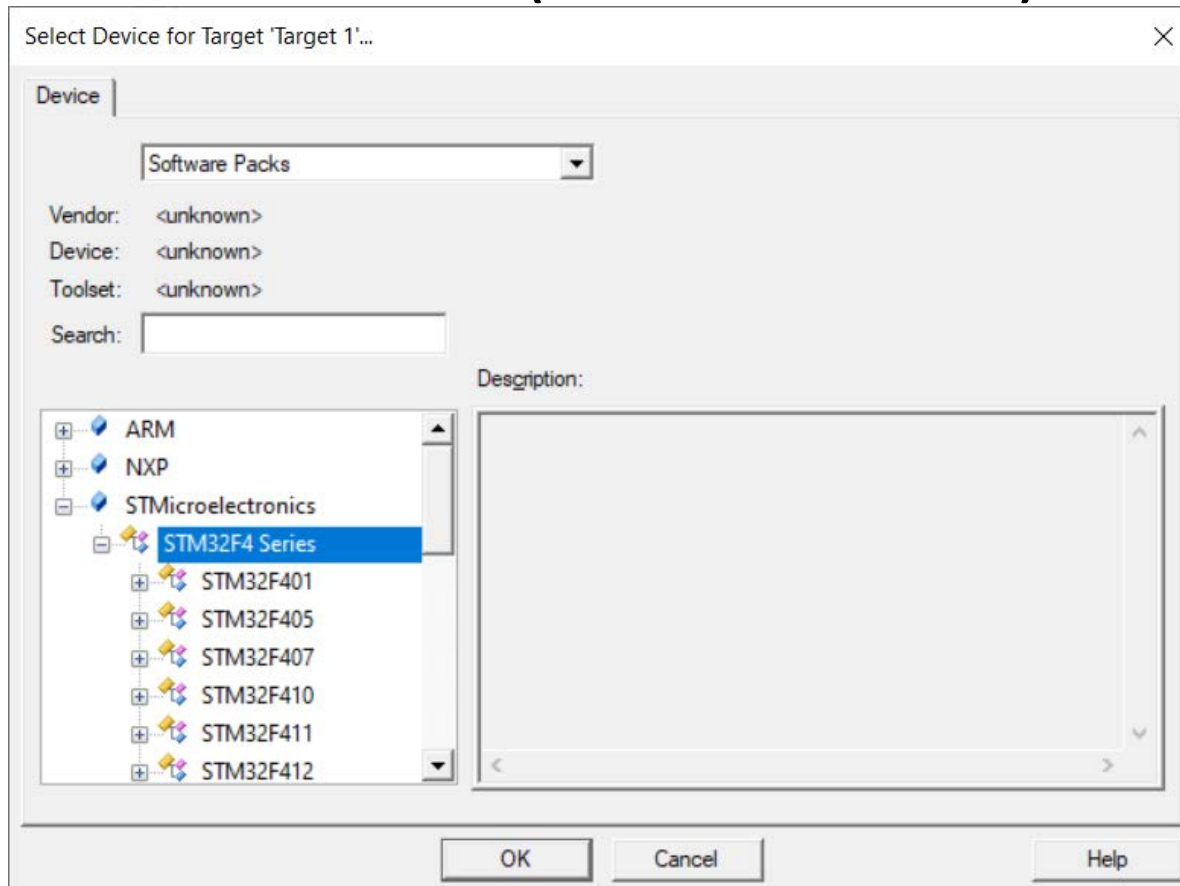 Select Device for Target 'Target 1'...
Device
Software Packs
Vendor: <unknown>
Device: <unknown>
Toolset: <unknown>
Search:
Description:
ARM
NXP
STMicroelectronics
STM32F4 Series
STM32F401
STM32F405
STM32F407
STM32F410
STM32F411
STM32F412
OK Cancel Help